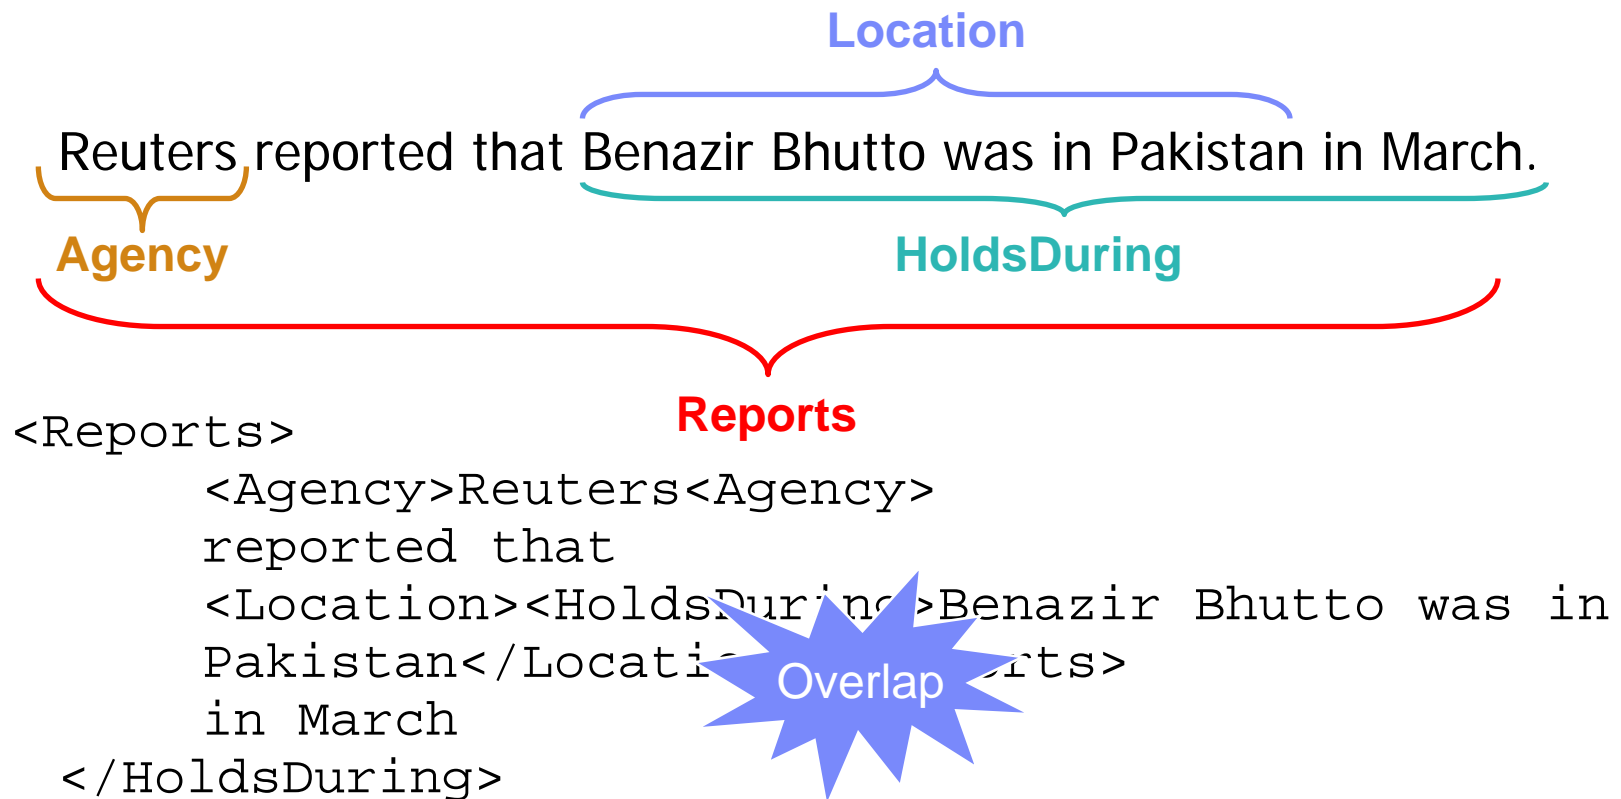 Location
Reuters reported that Benazir Bhutto was in Pakistan in March.
Agency
HoldsDuring
Reports
<Reports>
<Agency>Reuters<Agency>
reported that
<Location><HoldsDuring>Benazir Bhutto was in
Pakistan</Locati rts>
Overlap
in March
</HoldsDuring>